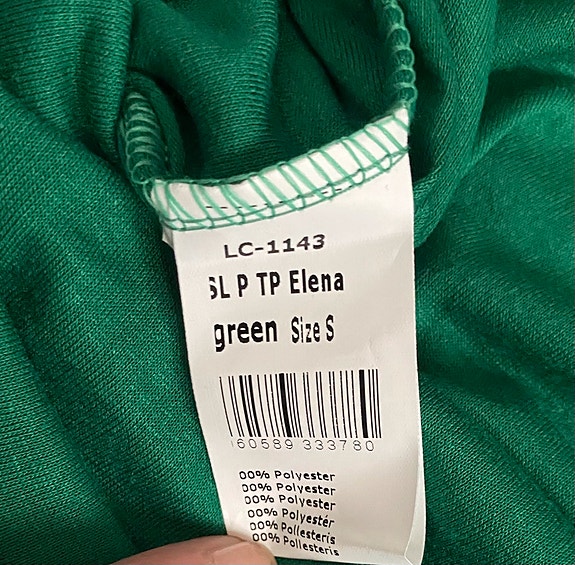 LC-1143
SL P TP Elena
green Size S
60589 333780
00% Polyester
00% Polyester
00% Polyester
00% Polyestér
00% Pollesteris
00% Pollesteris